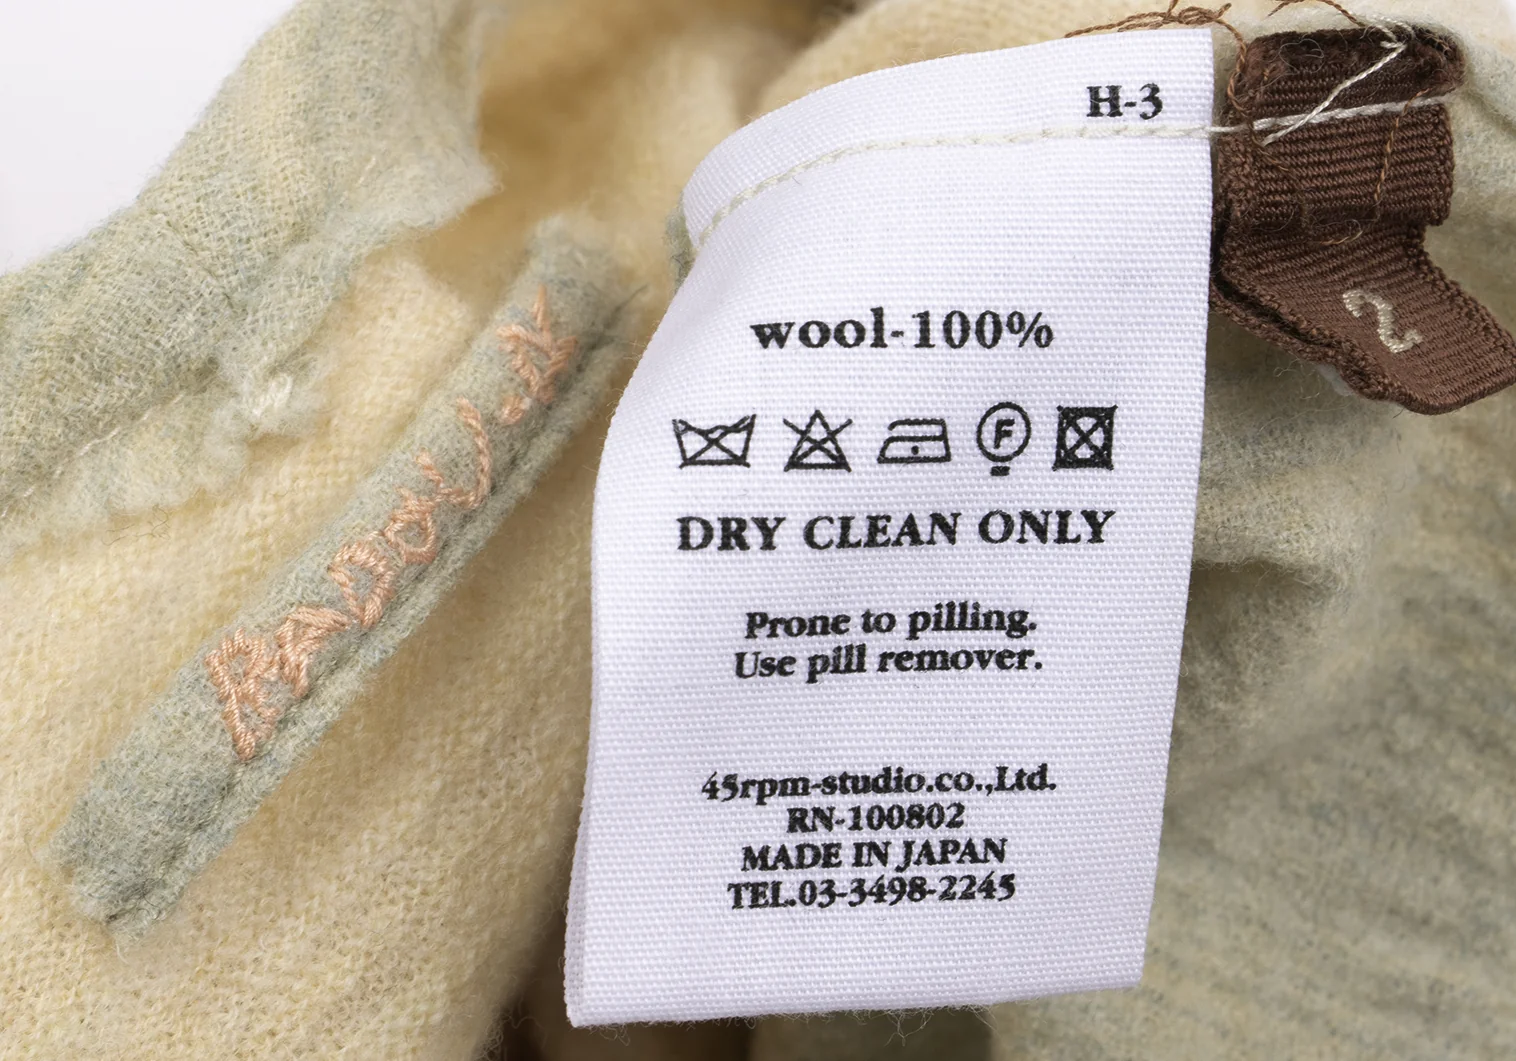 H-3
wool-100%
F
DRY CLEAN ONLY
Prone to pilling.
Use pill remover.
45rpm-studio.co.,Ltd.
RN-100802
MADE IN JAPAN
TEL.03-3498-2245
2